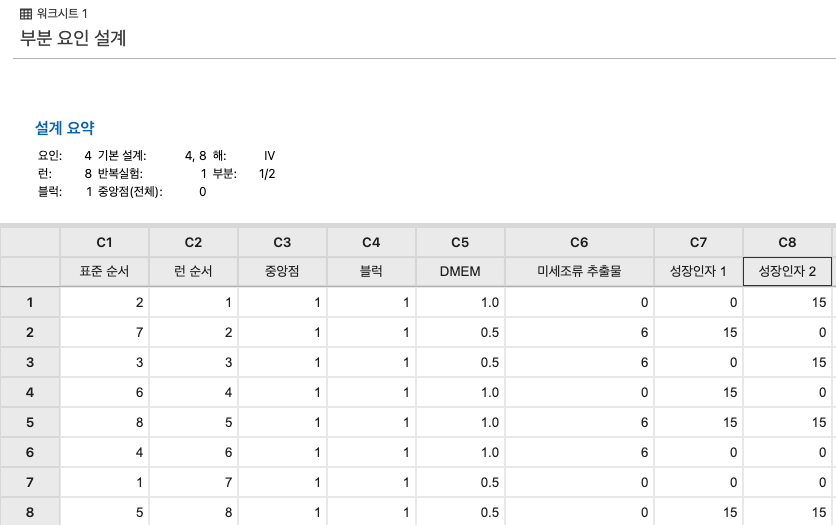 워크시트 1
부분 요인 설계
설계 요약
요인: 4 기본 설계: 4, 8 해: IV
런: 8 반복실험: 1 부분: 1/2
블럭: 1 중앙점(전체): 0
C1 C2 C3 C4 C5 C6 C7 C8
표준 순서 런 순서 중앙점 블럭 DMEM 미세조류 추출물 성장인자 1 성장인자 2
1 2 1 1 1 1.0 0 0 15
2 7 2 1 1 0.5 6 15 0
3 3 3 1 1 0.5 6 0 15
4 6 4 1 1 1.0 0 15 0
5 8 5 1 1 1.0 6 15 15
6 4 6 1 1 1.0 6 0 0
7 1 7 1 1 0.5 0 0 0
8 5 8 1 1 0.5 0 15 15